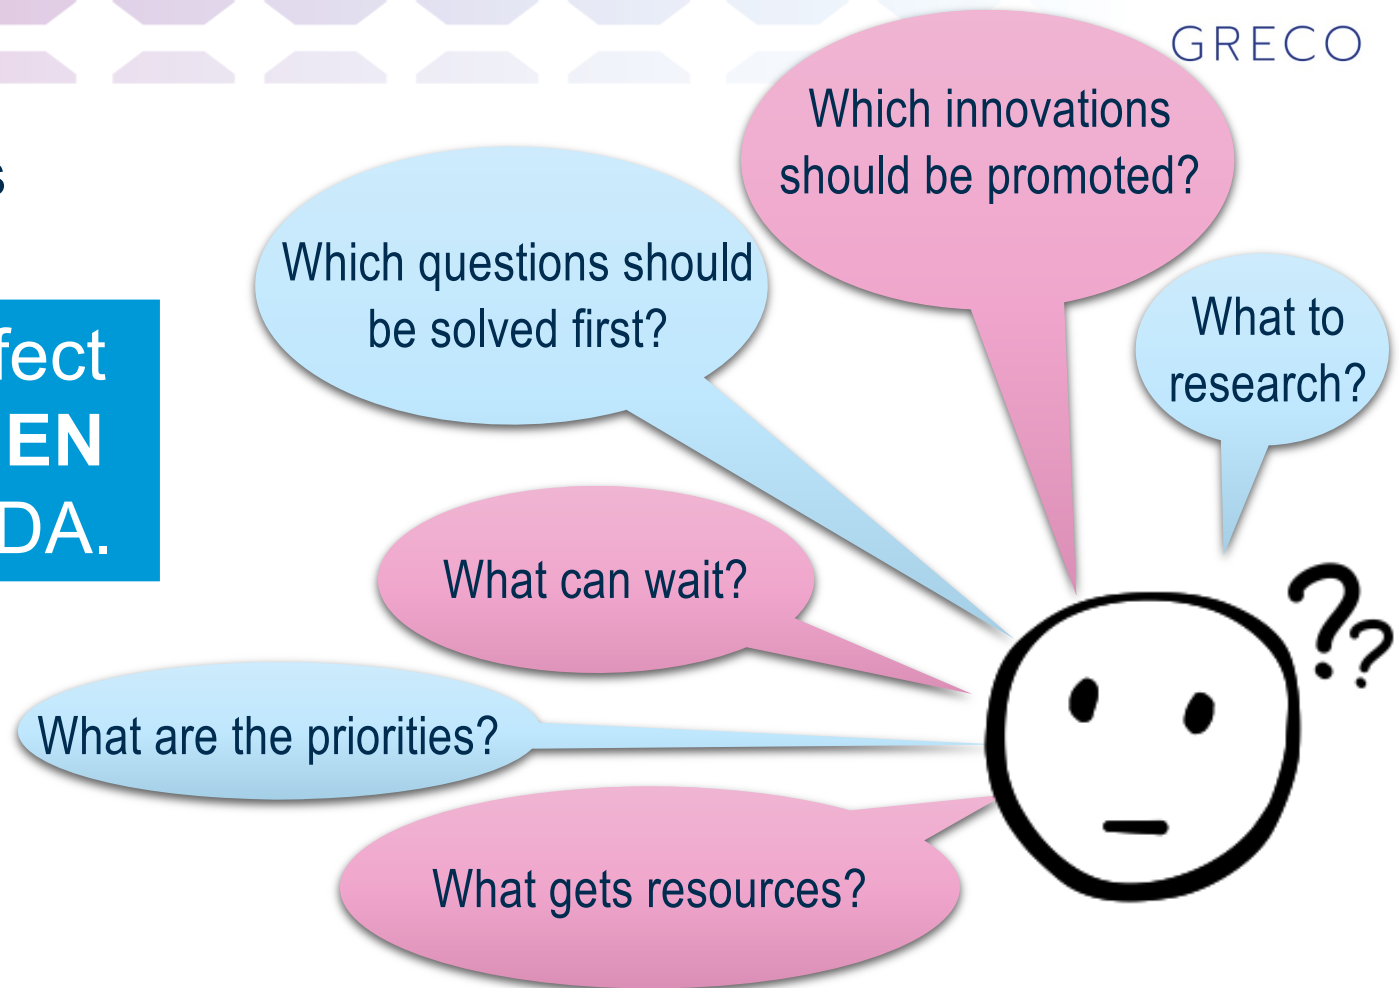 GRECO
s
fect
EN
DA.
Which innovations
should be promoted?
Which questions should
be solved first?
What to
research?
What can wait?
What are the priorities?
What gets resources?
??